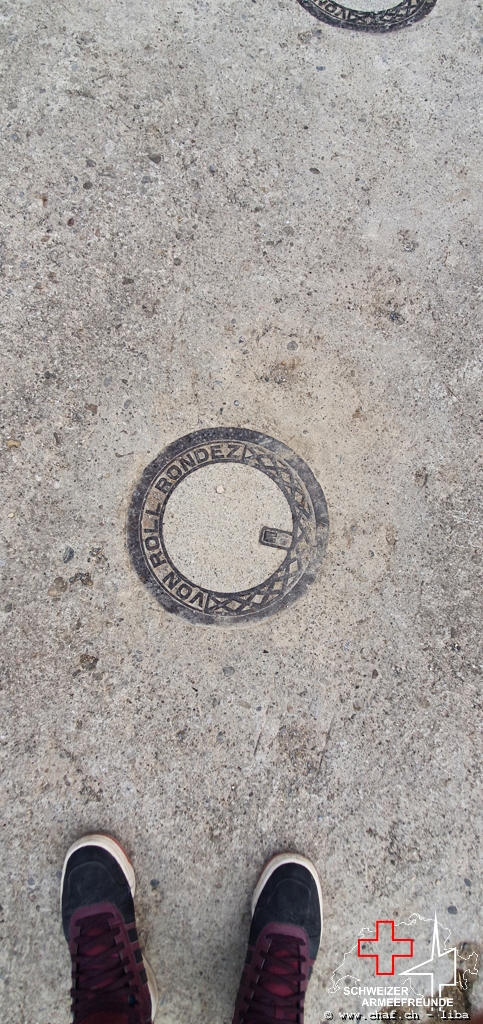 VON ROLL RONDEZ
SCHWEIZER
ARMEEFREUNDE
© www.chaf.ch - liba